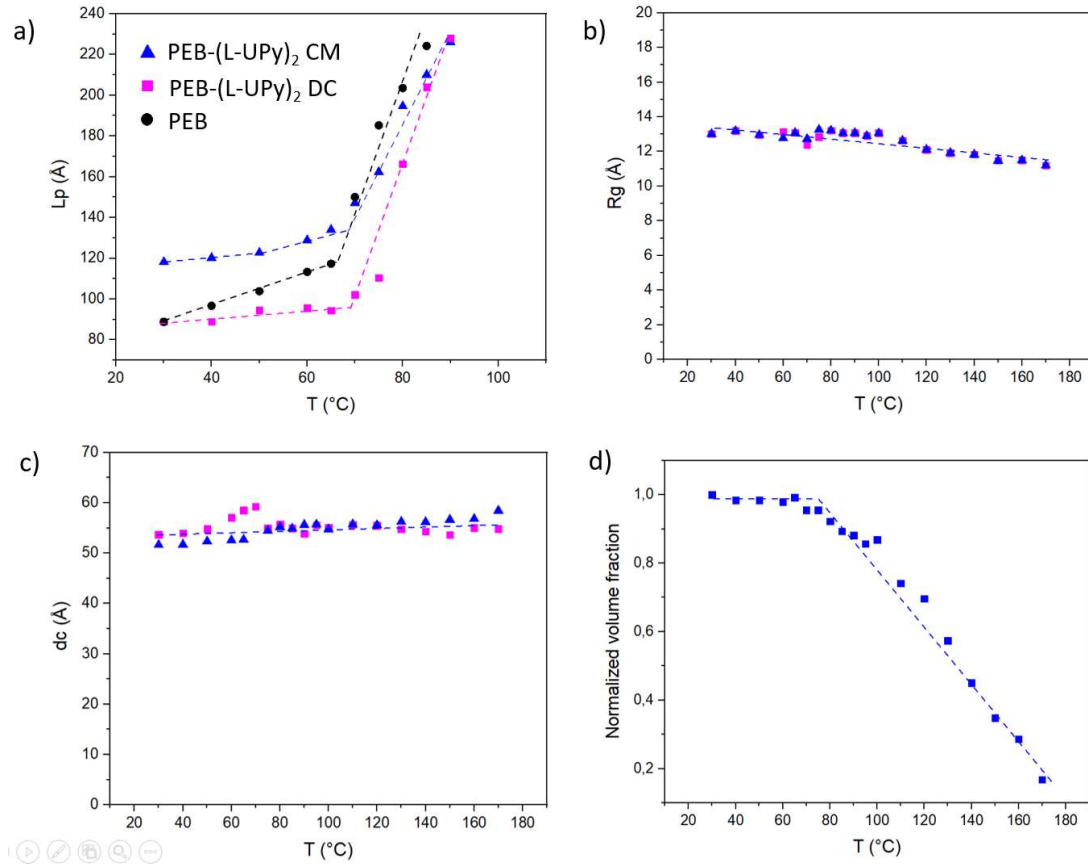 a)
240
220
200
180
160
140
120
100
80
Lp (Å)
PEB-(L-UPy)₂ CM
PEB-(L-UPy)₂ DC
PEB
20 40 60 80 100
T (°C)
b)
20
18
16
14
12
10
8
6
4
2
0
Rg (Å)
20 40 60 80 100 120 140 160 180
T (°C)
c)
70
60
50
40
30
20
10
0
dc (Å)
20 40 60 80 100 120 140 160 180
T (°C)
d)
1,0
0,8
0,6
0,4
0,2
Normalized volume fraction
20 40 60 80 100 120 140 160 180
T (°C)